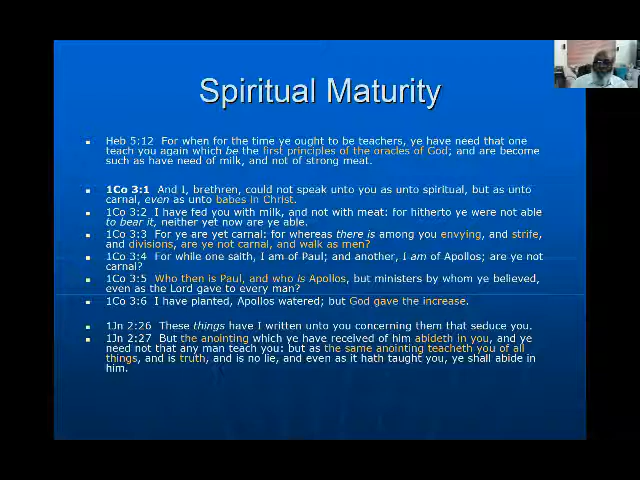 Spiritual Maturity
Heb 5:12 For when for the time ye ought to be teachers, ye have need that one
teach you again which be the first principles of the oracles of God; and are become
such as have need of milk, and not of strong meat.
1Co 3:1 And I, brethren, could not speak unto you as unto spiritual, but as unto
carnal, even as unto babes in Christ.
1Co 3:2 I have fed you with milk, and not with meat: for hitherto ye were not able
to bear it, neither yet now are ye able.
1Co 3:3 For ye are yet carnal: for whereas there is among you envying, and strife,
and divisions, are ye not carnal, and walk as men?
1Co 3:4 For while one saith, I am of Paul; and another, I am of Apollos; are ye not
carnal?
1Co 3:5 Who then is Paul, and who is Apollos, but ministers by whom ye believed,
even as the Lord gave to every man?
1Co 3:6 I have planted, Apollos watered; but God gave the increase.
1Jn 2:26 These things have I written unto you concerning them that seduce you.
1Jn 2:27 But the anointing which ye have received of him abideth in you, and ye
need not that any man teach you: but as the same anointing teacheth you of all
things, and is truth, and is no lie, and even as it hath taught you, ye shall abide in
him.